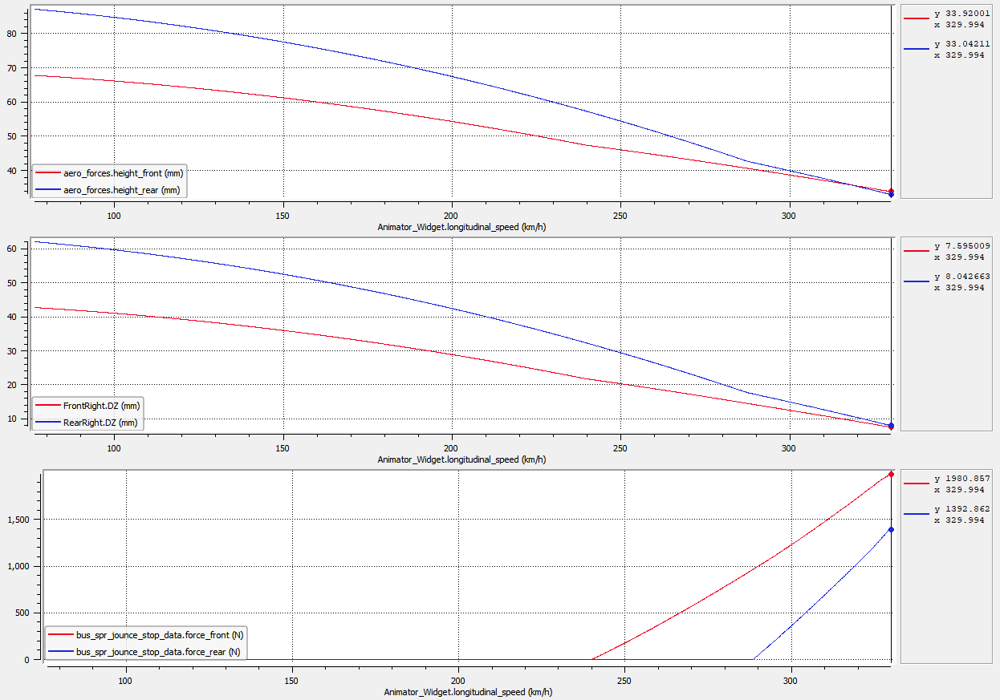 80
70
60
50
40
aero_forces.height_front (mm)
aero_forces.height_rear (mm)
100 150 200 250 300
Animator_Widget.longitudinal_speed (km/h)
y 33.92001
x 329.994
y 33.04211
x 329.994
60
50
40
30
20
10
FrontRight.DZ (mm)
RearRight.DZ (mm)
100 150 200 250 300
Animator_Widget.longitudinal_speed (km/h)
y 7.595009
x 329.994
y 8.042663
x 329.994
1,500
1,000
500
0
bus_spr_jounce_stop_data.force_front (N)
bus_spr_jounce_stop_data.force_rear (N)
100 150 200 250 300
Animator_Widget.longitudinal_speed (km/h)
y 1980.857
x 329.994
y 1392.862
x 329.994